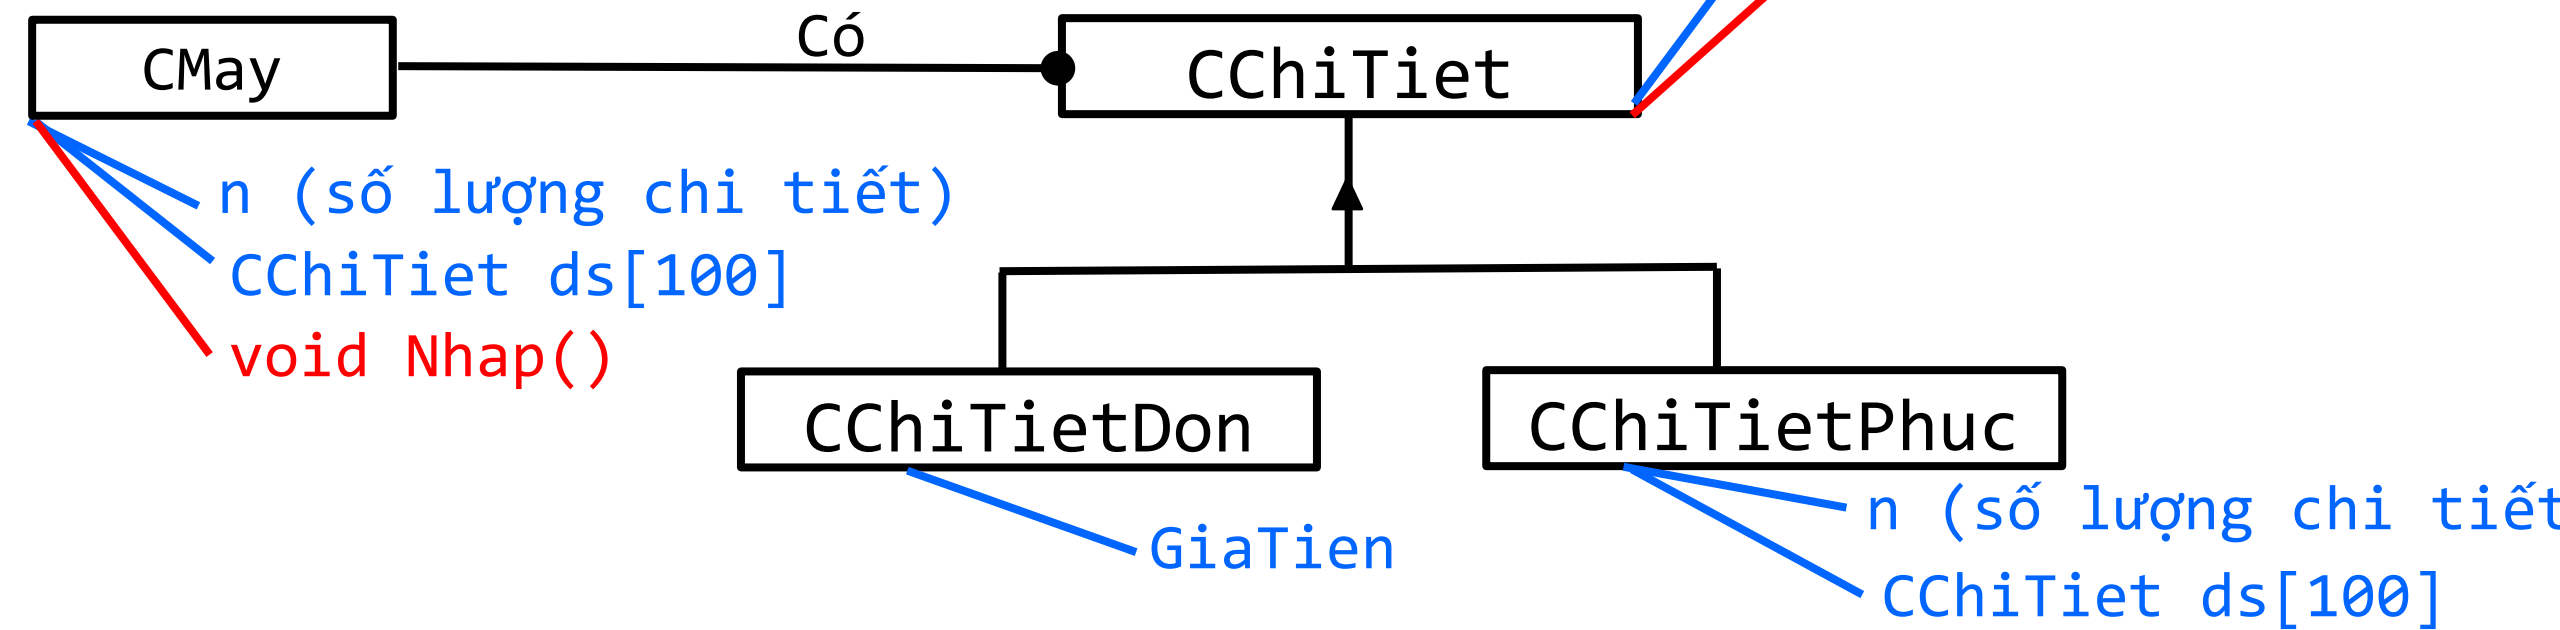 CMay
Có
CChiTiet
n (số lượng chi tiết)
CChiTiet ds[100]
void Nhap()
CChiTietDon
CChiTietPhuc
GiaTien
n (số lượng chi tiết
CChiTiet ds[100]